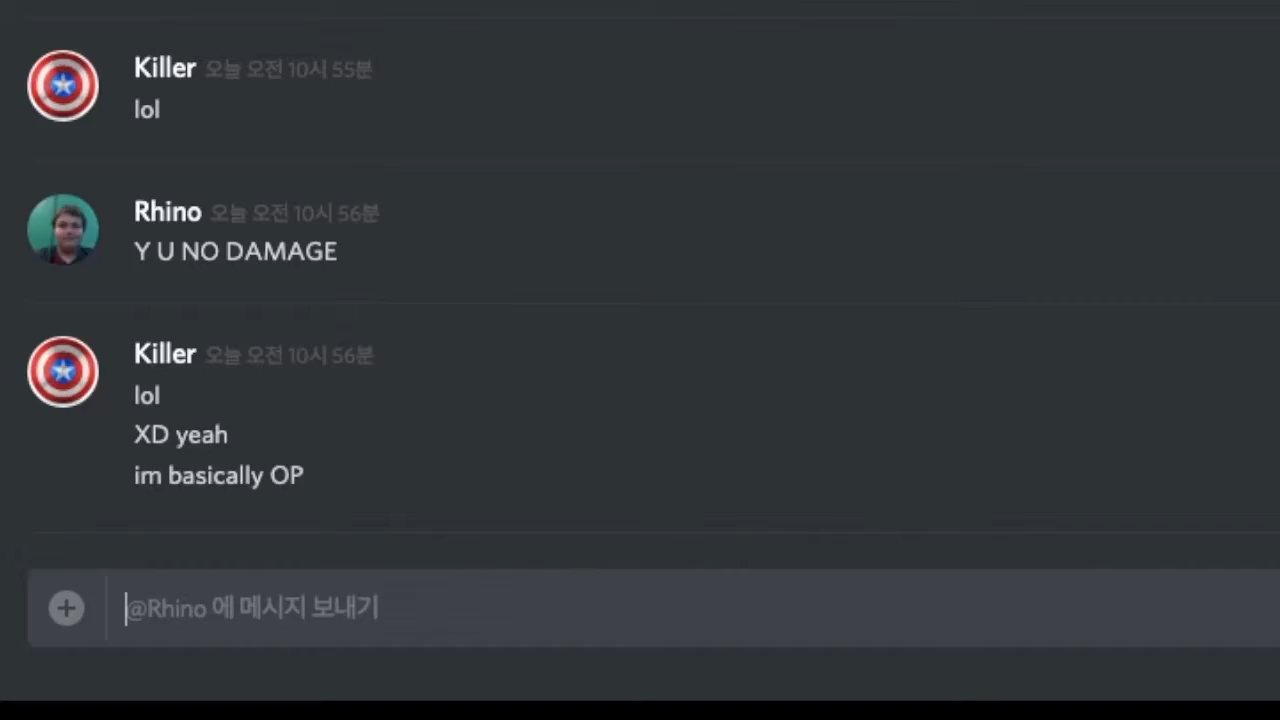 Killer 오늘 오전 10시 55분
lol
Rhino 오늘 오전 10시 56분
Y U NO DAMAGE
Killer 오늘 오전 10시 56분
lol
XD yeah
im basically OP
@Rhino 에 메시지 보내기